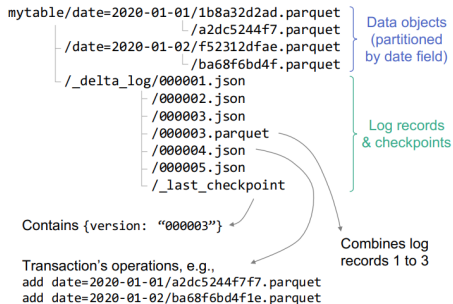 mytable/date=2020-01-01/1b8a32d2ad.parquet
/a2dc5244f7.parquet
/date=2020-01-02/f52312dfae.parquet
/ba68f6bd4f.parquet
/_delta_log/000001.json
/000002.json
/000003.json
/000003.parquet
/000004.json
/000005.json
/_last_checkpoint
Data objects
(partitioned
by date field)
Log records
& checkpoints
Contains {version: “000003”}
Combines log
records 1 to 3
Transaction's operations, e.g.,
add date=2020-01-01/a2dc5244f7f7.parquet
add date=2020-01-02/ba68f6bd4f1e.parquet